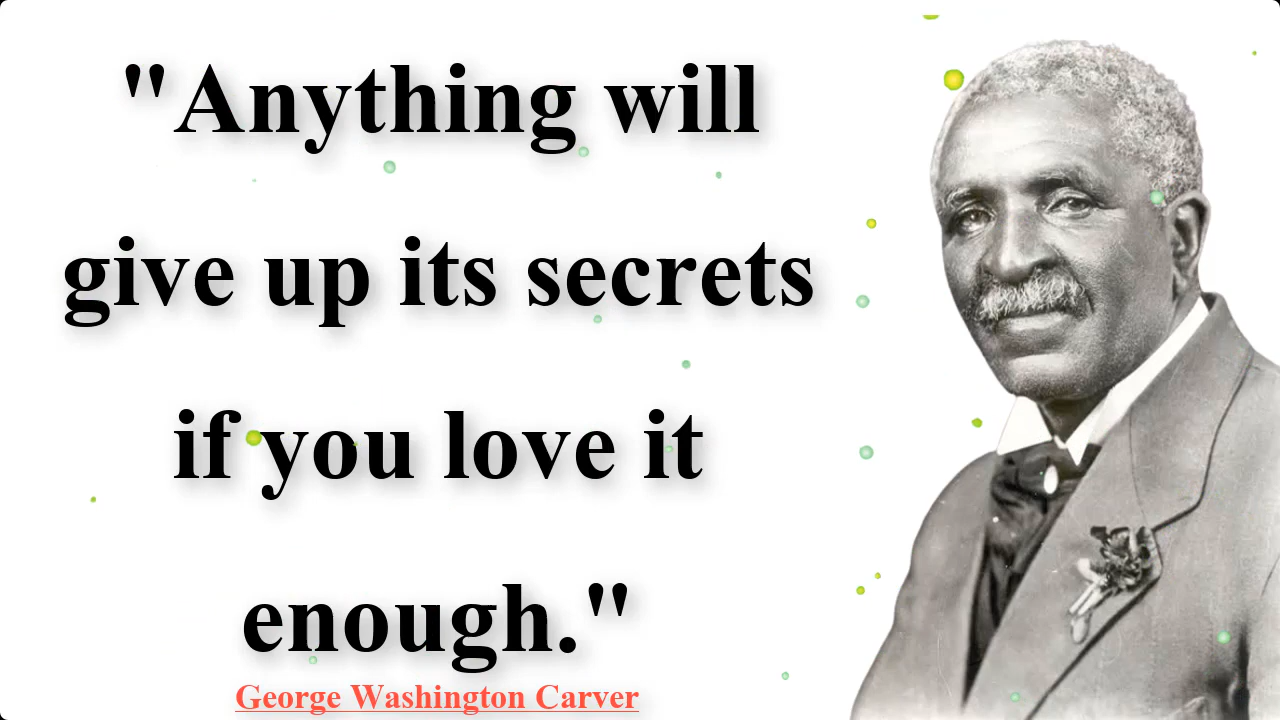 "Anything will
give up its secrets
if you love it
enough."
George Washington Carver